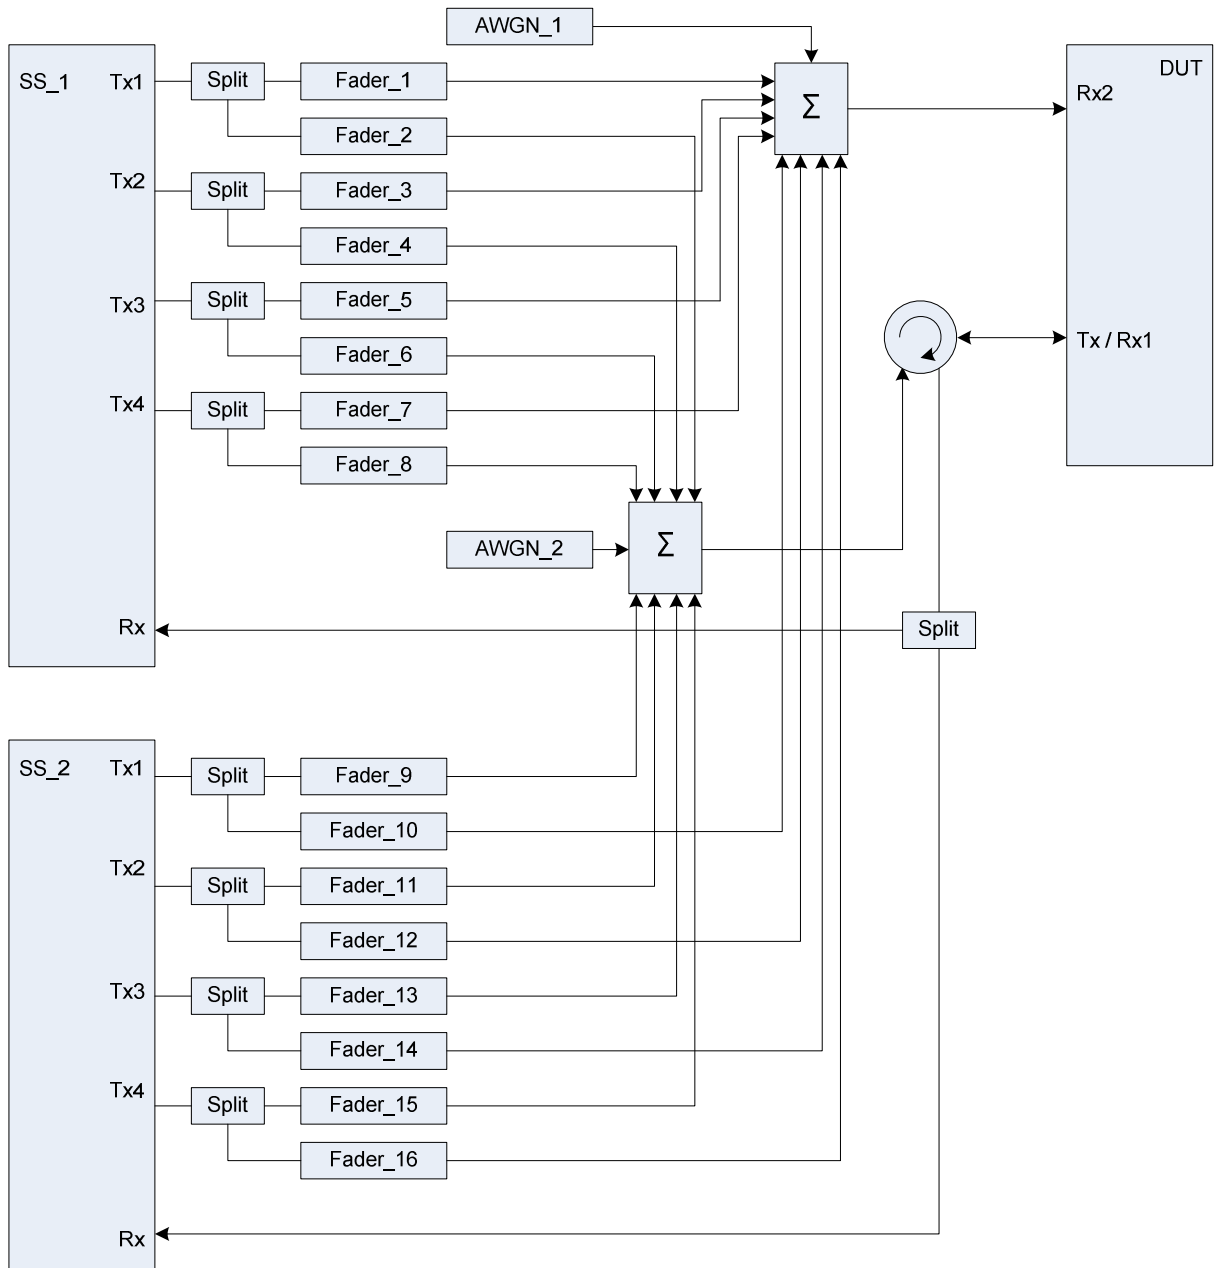 AWGN_1
SS_1
Tx1
Split
Fader_1
Σ
DUT
Rx2
Fader_2
Tx2
Split
Fader_3
Fader_4
Tx3
Split
Fader_5
Fader_6
Tx / Rx1
Tx4
Split
Fader_7
Fader_8
AWGN_2
Σ
Rx
Split
SS_2
Tx1
Split
Fader_9
Fader_10
Tx2
Split
Fader_11
Fader_12
Tx3
Split
Fader_13
Fader_14
Tx4
Split
Fader_15
Fader_16
Rx